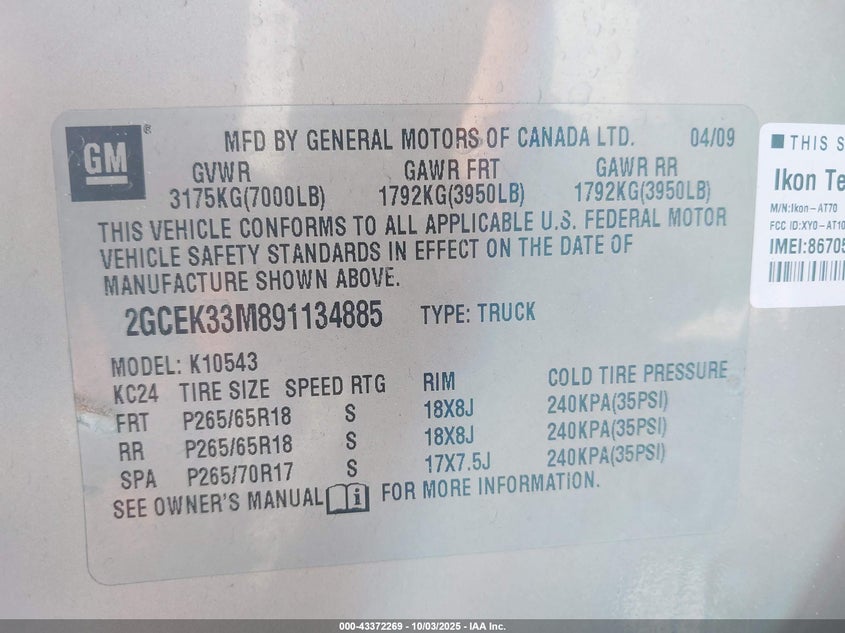 GM®
MFD BY GENERAL MOTORS OF CANADA LTD. 04/09
GVWR GAWR FRT GAWR RR
3175KG(7000LB) 1792KG(3950LB) 1792KG(3950LB)
THIS VEHICLE CONFORMS TO ALL APPLICABLE U.S. FEDERAL MOTOR
VEHICLE SAFETY STANDARDS IN EFFECT ON THE DATE OF
MANUFACTURE SHOWN ABOVE.
2GCEK33M891134885 TYPE: TRUCK
MODEL: K10543
KC24 TIRE SIZE SPEED RTG RIM COLD TIRE PRESSURE
FRT P265/65R18 S 18X8J 240KPA(35PSI)
RR P265/65R18 S 18X8J 240KPA(35PSI)
SPA P265/70R17 S 17X7.5J 240KPA(35PSI)
SEE OWNER'S MANUAL i FOR MORE INFORMATION.
THIS S
Ikon Te
M/N:Ikon-AT70
FCC ID:XY0-AT10
IMEI:86705
000-43372269 - 10/03/2025 - IAA Inc.